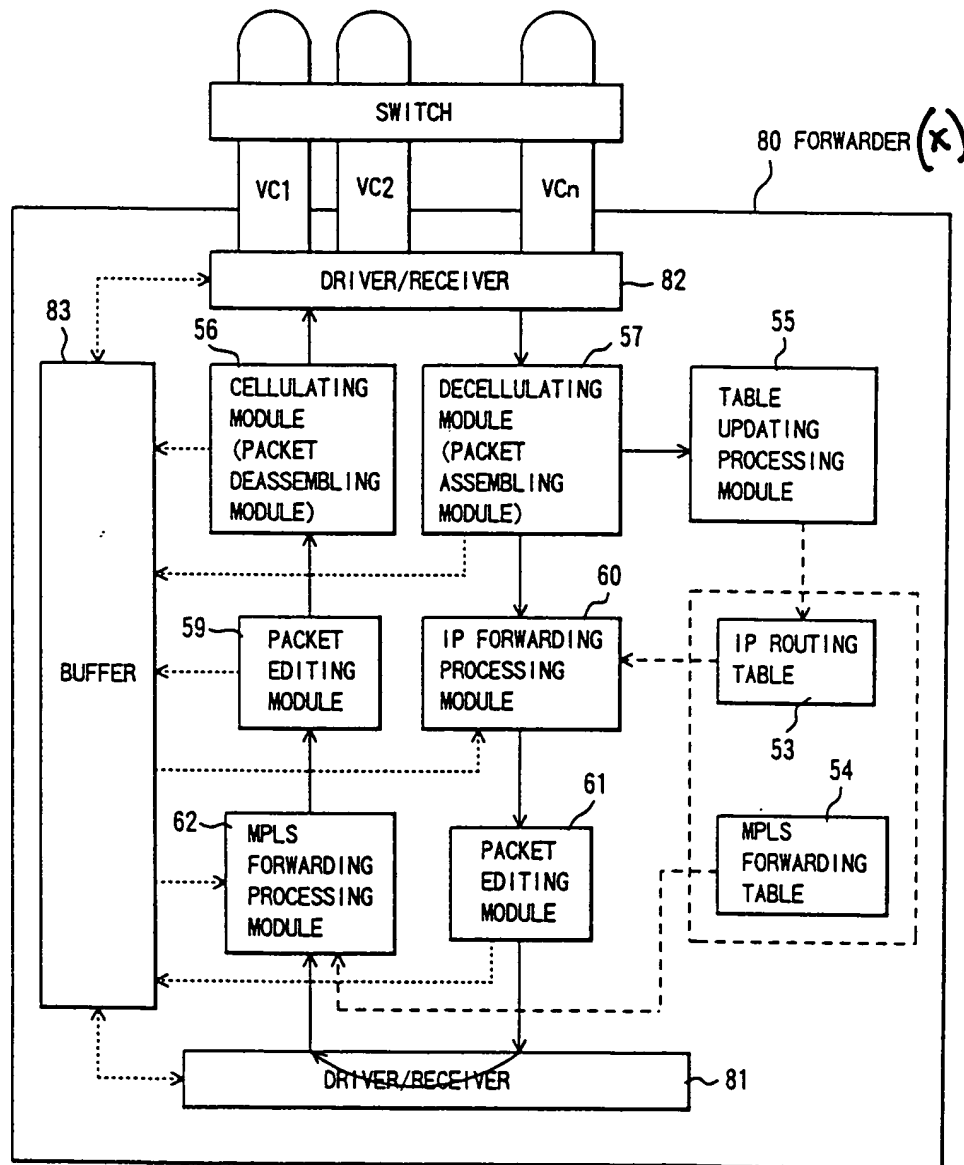 SWITCH
80 FORWARDER (X)
VC1
VC2
VCn
DRIVER/RECEIVER
82
83
56
57
55
CELLULATING
MODULE
(PACKET
DEASSEMBLING
MODULE)
DECELLULATING
MODULE
(PACKET
ASSEMBLING
MODULE)
TABLE
UPDATING
PROCESSING
MODULE
BUFFER
59
PACKET
EDITING
MODULE
60
IP FORWARDING
PROCESSING
MODULE
IP ROUTING
TABLE
53
62
MPLS
FORWARDING
PROCESSING
MODULE
61
PACKET
EDITING
MODULE
54
MPLS
FORWARDING
TABLE
DRIVER/RECEIVER
81